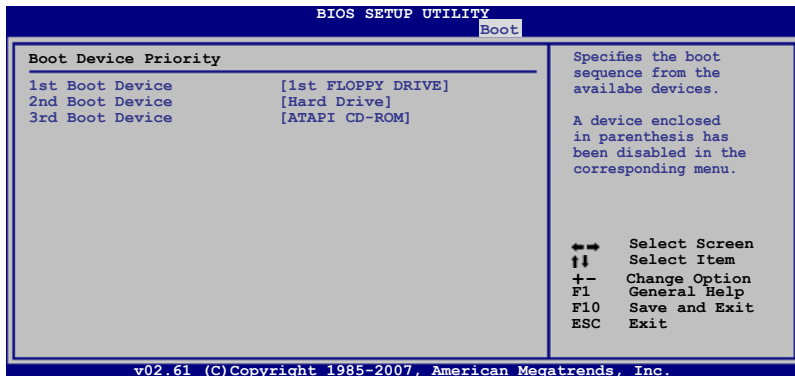 BIOS SETUP UTILITY
Boot
Boot Device Priority
1st Boot Device [1st FLOPPY DRIVE]
2nd Boot Device [Hard Drive]
3rd Boot Device [ATAPI CD-ROM]
Specifies the boot
sequence from the
availabe devices.
A device enclosed
in parenthesis has
been disabled in the
corresponding menu.
←→ Select Screen
↑↓ Select Item
+- Change Option
F1 General Help
F10 Save and Exit
ESC Exit
v02.61 (C)Copyright 1985-2007, American Megatrends, Inc.